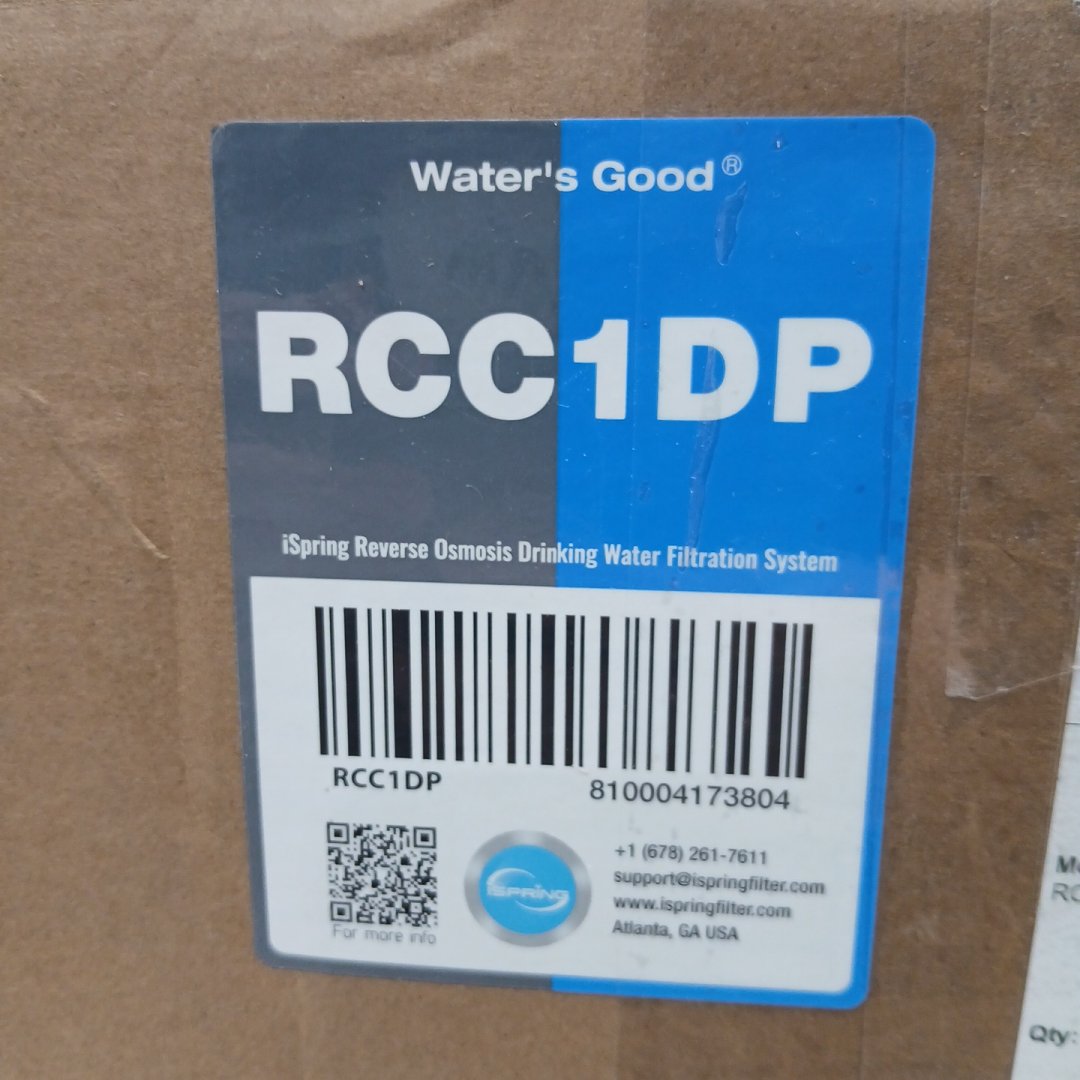 Water's Good®
RCC1DP
iSpring Reverse Osmosis Drinking Water Filtration System
RCC1DP
810004173804
For more info
iSPRING
+1 (678) 261-7611
support@ispringfilter.com
www.ispringfilter.com
Atlanta, GA USA
Qty: